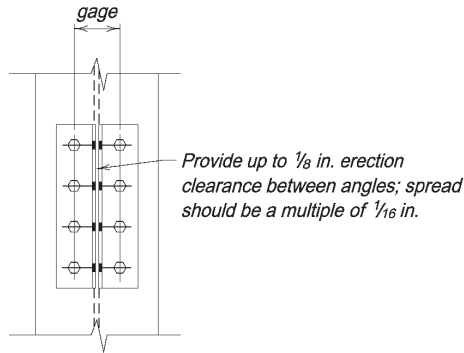 gage
Provide up to ⅛ in. erection
clearance between angles; spread
should be a multiple of 1/16 in.